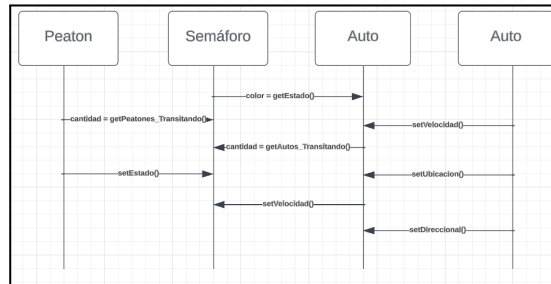 Peaton
Semáforo
Auto
Auto
color = getEstado()
cantidad = getPeatones_Transitando()
setVelocidad()
cantidad = getAutos_Transitando()
setEstado()
setUbicacion()
setVelocidad()
setDireccional()